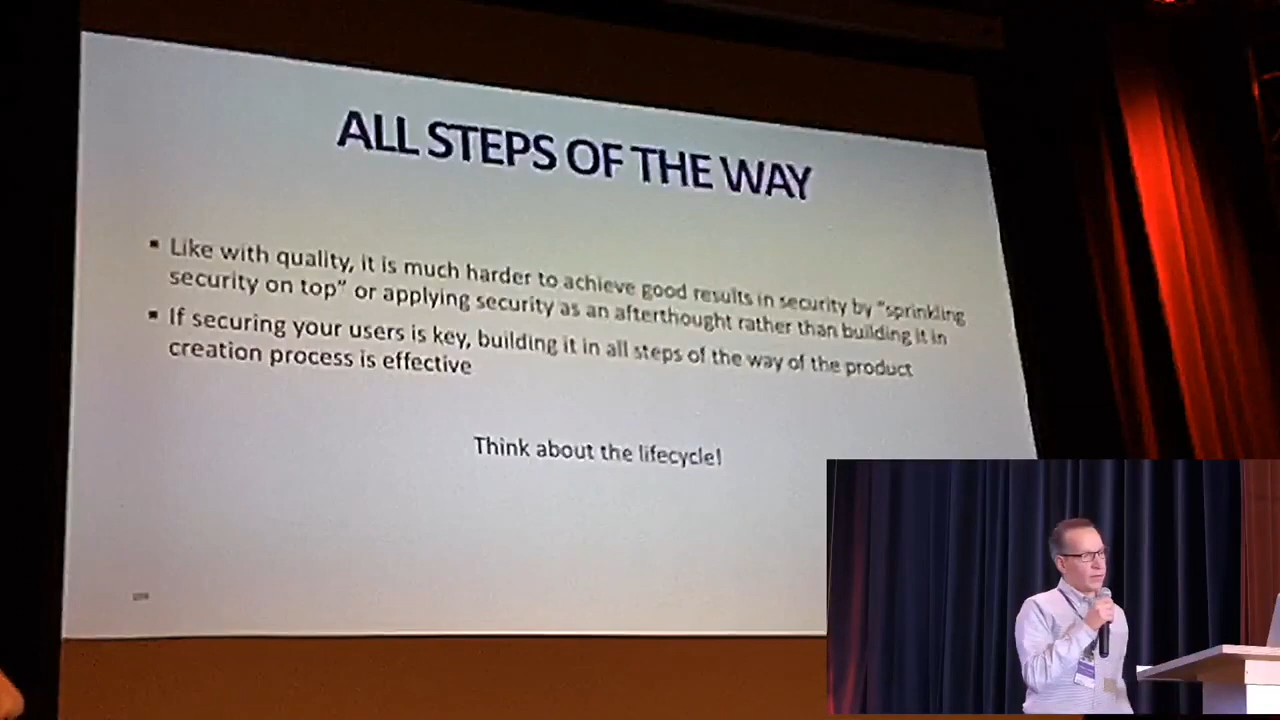 ALL STEPS OF THE WAY
Like with quality, it is much harder to achieve good results in security by "sprinkling
security on top" or applying security as an afterthought rather than building it in
If securing your users is key, building it in all steps of the way of the product
creation process is effective
Think about the lifecycle!